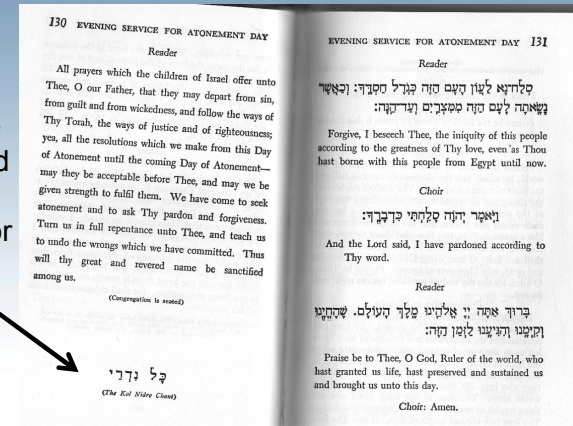 d
or
130 EVENING SERVICE FOR ATONEMENT DAY
Reader
All prayers which the children of Israel offer unto
Thee, O our Father, that they may depart from sin,
from guilt and from wickedness, and follow the ways of
Thy Torah, the ways of justice and of righteousness;
yea, all the resolutions which we make from this Day
of Atonement until the coming Day of Atonement—
may they be acceptable before Thee, and may we be
given strength to fulfil them. We have come to seek
atonement and to ask Thy pardon and forgiveness.
Turn us in full repentance unto Thee, and teach us
to undo the wrongs which we have committed. Thus
will thy great and revered name be sanctified
among us.
(Congregation is seated)
כָּל נִדְרֵי
(The Kol Nidre Chant)
EVENING SERVICE FOR ATONEMENT DAY 131
Reader
סְלַח־נָא לַעֲוֹן הָעָם הַזֶּה כְּגֹדֶל חַסְדֶּךָ: וְכַאֲשֶׁר
נָשָׂאתָה לָעָם הַזֶּה מִמִּצְרַיִם וְעַד־הֵנָּה:
Forgive, I beseech Thee, the iniquity of this people
according to the greatness of Thy love, even as Thou
hast borne with this people from Egypt until now.
Choir
וַיֹּאמֶר יְהֹוָה סָלַחְתִּי כִּדְבָרֶךָ:
And the Lord said, I have pardoned according to
Thy word.
Reader
בָּרוּךְ אַתָּה יְיָ אֱלֹהֵינוּ מֶלֶךְ הָעוֹלָם. שֶׁהֶחֱיָנוּ
וְקִיְּמָנוּ וְהִגִּיעָנוּ לַזְּמַן הַזֶּה:
Praise be to Thee, O God, Ruler of the world, who
hast granted us life, hast preserved and sustained us
and brought us unto this day.
Choir: Amen.